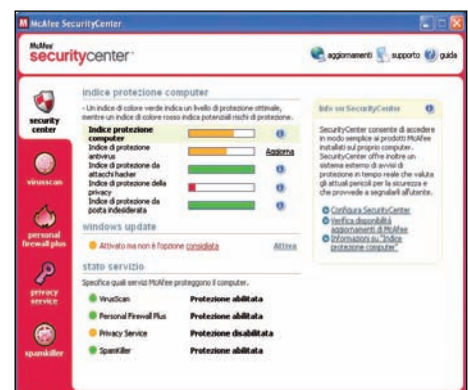 McAfee SecurityCenter
McAfee
securitycenter
aggiornamenti supporto guida
security
center
virusscan
personal
firewall plus
privacy
service
spamkiller
indice protezione computer
- Un indice di colore verde indica un livello di protezione ottimale,
mentre un indice di colore rosso indica potenziali rischi di protezione.
Indice protezione
computer
Indice di protezione
antivirus
Aggiorna
Indice di protezione da
attacchi hacker
Indice di protezione della
privacy
Indice di protezione da
posta indesiderata
windows update
Attivato ma non è l'opzione consigliata
Attiva
stato servizio
Specifica quali servizi McAfee proteggono il computer.
VirusScan Protezione abilitata
Personal Firewall Plus Protezione abilitata
Privacy Service Protezione disabilitata
SpamKiller Protezione abilitata
Info su SecurityCenter
SecurityCenter consente di accedere
in modo semplice ai prodotti McAfee
installati sul proprio computer.
SecurityCenter offre inoltre un
sistema esterno di avvisi di
protezione in tempo reale che valuta
gli attuali pericoli per la sicurezza e
che provvede a segnalarli all'utente.
Configura SecurityCenter
Verifica disponibilità
aggiornamenti di McAfee
Informazioni su "Indice
protezione computer"